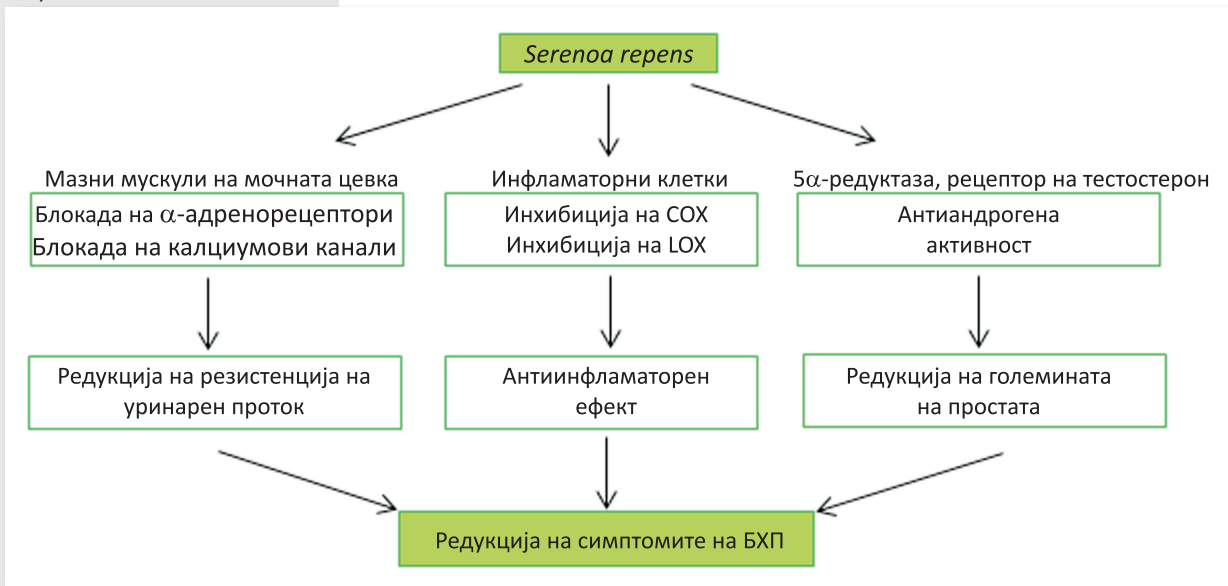 Serenoa repens
Мазни мускули на мочната цевка
Блокада на α-адренорецептори
Блокада на калциумови канали
Инфламаторни клетки
Инхибиција на COX
Инхибиција на LOX
5α-редуктаза, рецептор на тестостерон
Антиандрогена
активност
Редукција на резистенција на
уринарен проток
Антиинфламаторен
ефект
Редукција на големината
на простата
Редукција на симптомите на БХП